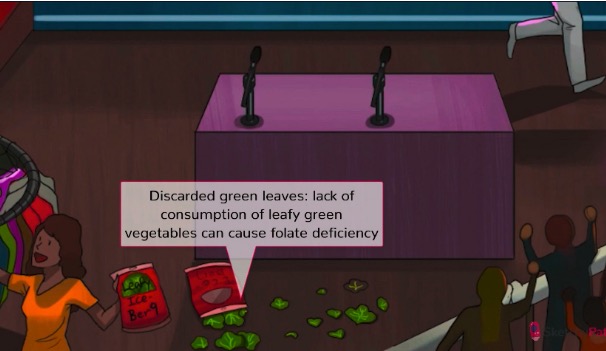 Discarded green leaves: lack of
consumption of leafy green
vegetables can cause folate deficiency
Leafy
Ice-
Berg